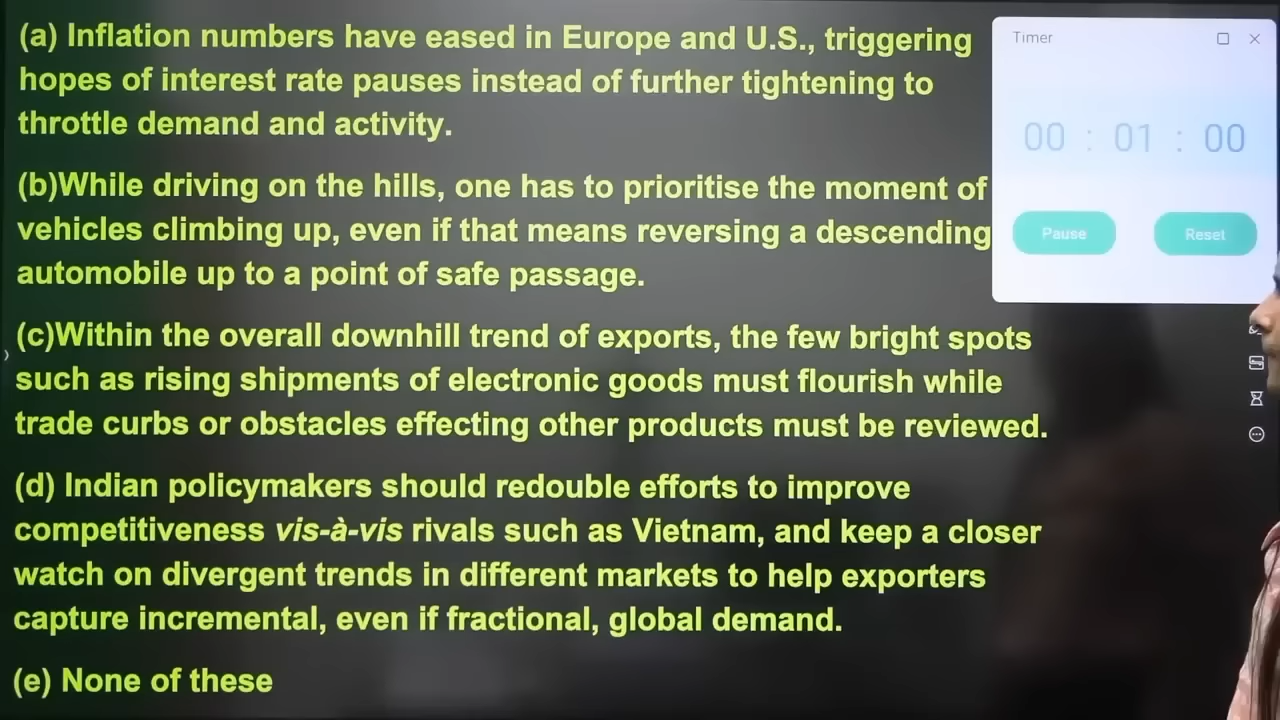 (a) Inflation numbers have eased in Europe and U.S., triggering
hopes of interest rate pauses instead of further tightening to
throttle demand and activity.
(b)While driving on the hills, one has to prioritise the moment of
vehicles climbing up, even if that means reversing a descending
automobile up to a point of safe passage.
(c)Within the overall downhill trend of exports, the few bright spots
such as rising shipments of electronic goods must flourish while
trade curbs or obstacles effecting other products must be reviewed.
(d) Indian policymakers should redouble efforts to improve
competitiveness vis-à-vis rivals such as Vietnam, and keep a closer
watch on divergent trends in different markets to help exporters
capture incremental, even if fractional, global demand.
(e) None of these
Timer
00 : 01 : 00
Pause Reset